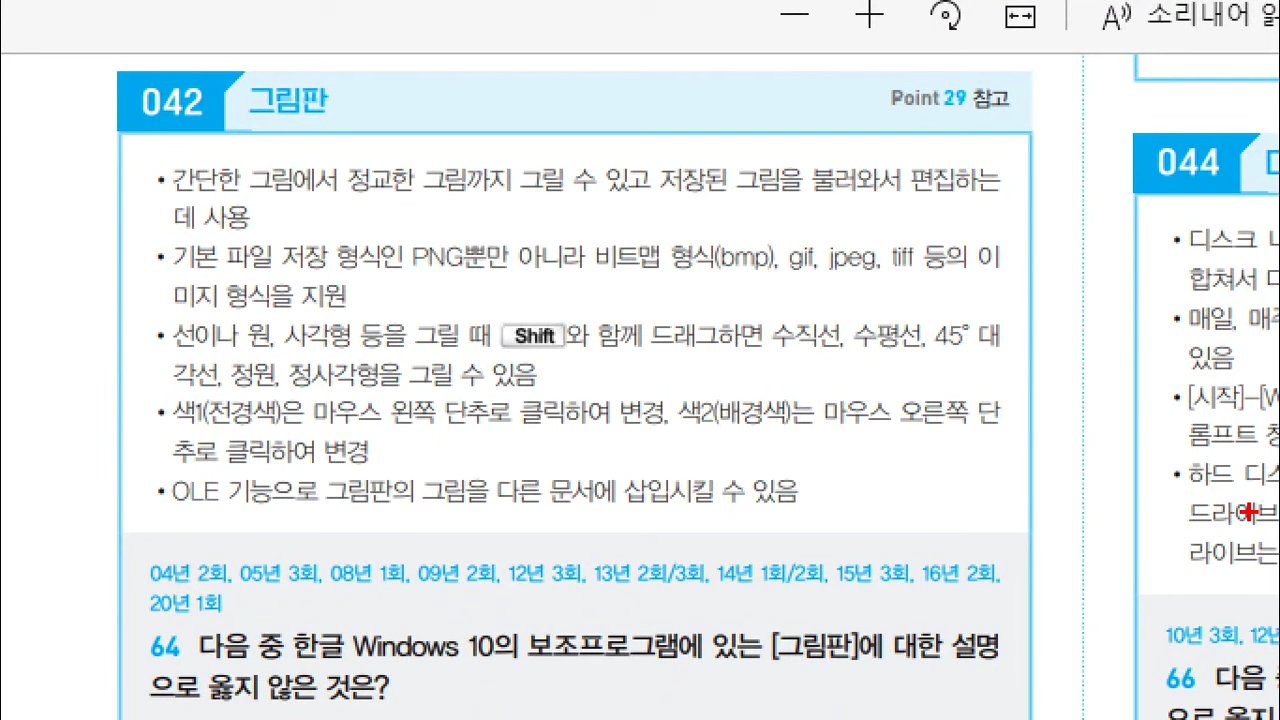 소리내어
042 그림판 Point 29 참고
• 간단한 그림에서 정교한 그림까지 그릴 수 있고 저장된 그림을 불러와서 편집하는
데 사용
• 기본 파일 저장 형식인 PNG뿐만 아니라 비트맵 형식(bmp), gif, jpeg, tiff 등의 이
미지 형식을 지원
• 선이나 원, 사각형 등을 그릴 때 Shift와 함께 드래그하면 수직선, 수평선, 45° 대
각선, 정원, 정사각형을 그릴 수 있음
• 색1(전경색)은 마우스 왼쪽 단추로 클릭하여 변경, 색2(배경색)는 마우스 오른쪽 단
추로 클릭하여 변경
• OLE 기능으로 그림판의 그림을 다른 문서에 삽입시킬 수 있음
04년 2회, 05년 3회, 08년 1회, 09년 2회, 12년 3회, 13년 2회/3회, 14년 1회/2회, 15년 3회, 16년 2회,
20년 1회
64 다음 중 한글 Windows 10의 보조프로그램에 있는 [그림판]에 대한 설명
으로 옳지 않은 것은?
044
• 디스크
합쳐서
• 매일,
있음
• [시작]–[W
롬프트
• 하드
드라이브
라이브는
10년 3회,
66 다음
으로 옳지